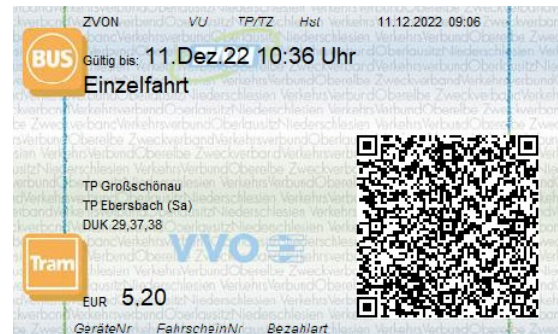 ZVON VU TP/TZ Hst 11.12.2022 09:06
BUS
Gültig bis: 11.Dez.22 10:36 Uhr
Einzelfahrt
TP Großschönau
TP Ebersbach (Sa)
DUK 29,37,38
VVO
Tram
EUR 5.20
GeräteNr FahrscheinNr Bezahlart